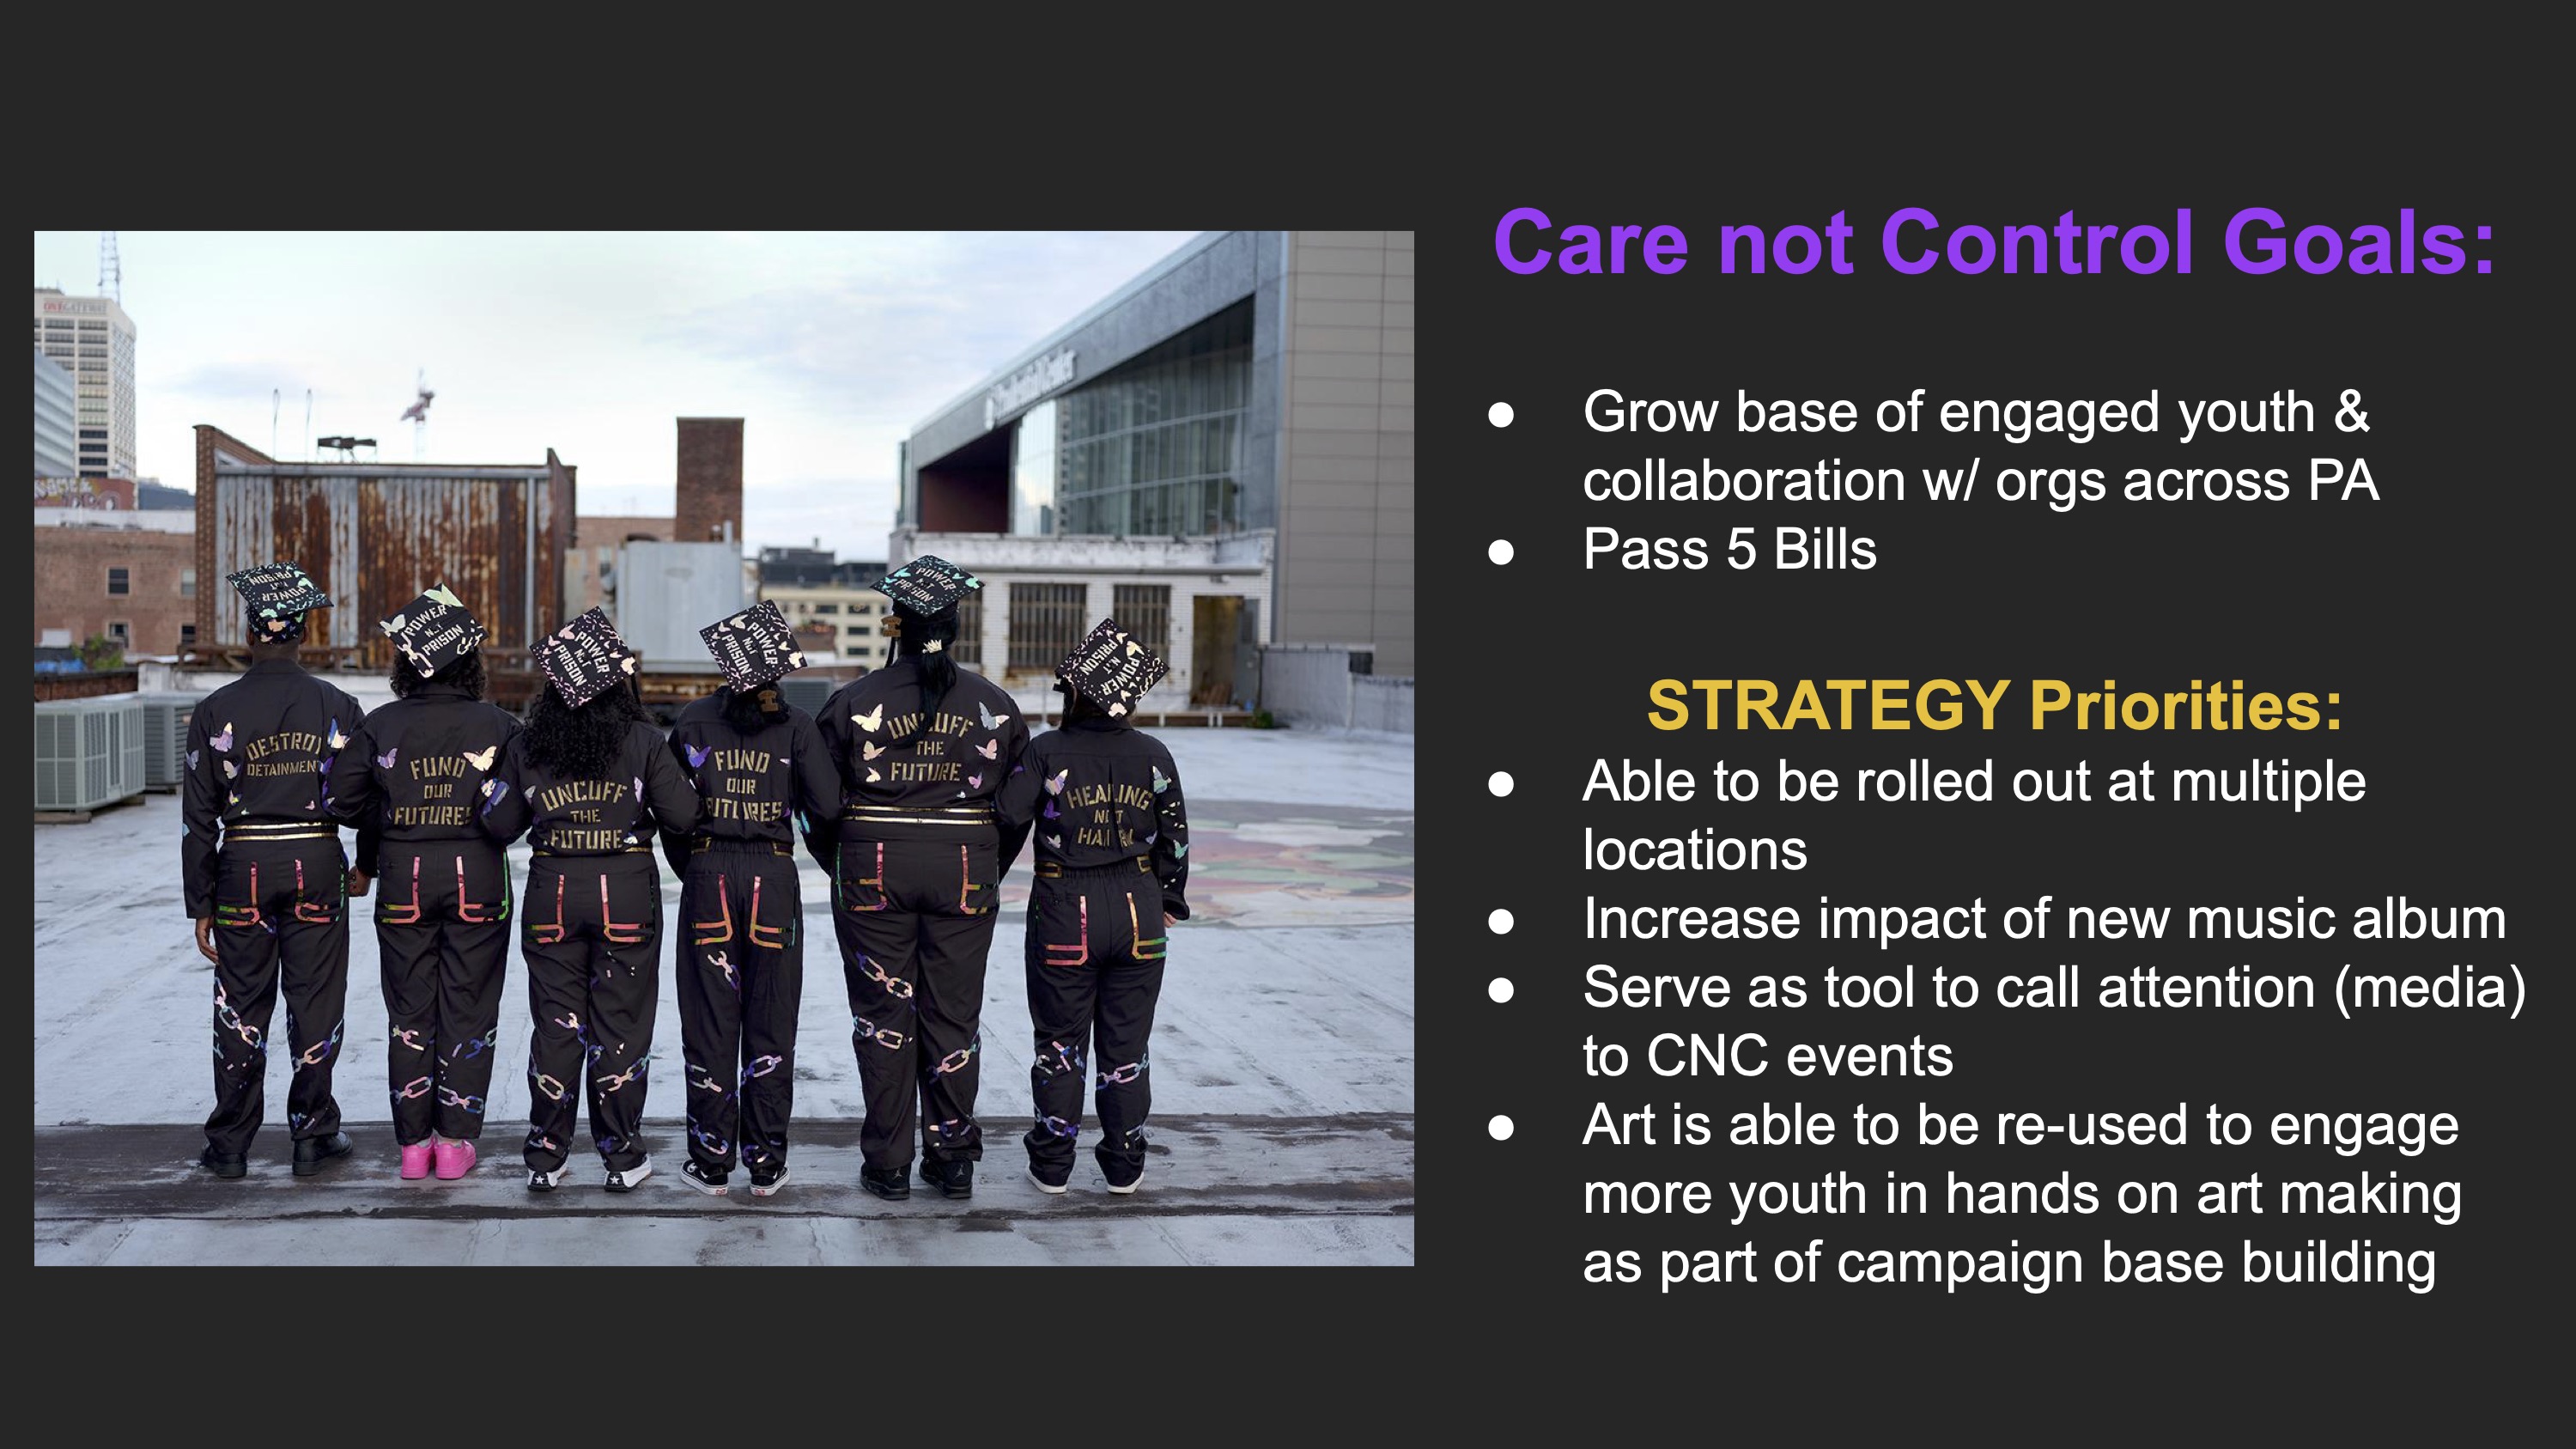 Care not Control Goals:
● Grow base of engaged youth &
collaboration w/ orgs across PA
● Pass 5 Bills
STRATEGY Priorities:
● Able to be rolled out at multiple
locations
● Increase impact of new music album
● Serve as tool to call attention (media)
to CNC events
● Art is able to be re-used to engage
more youth in hands on art making
as part of campaign base building
POWER
NOT
PRISON
POWER
NOT
PRISON
POWER
NOT
PRISON
POWER
NOT
PRISON
POWER
PRISON
POWER
NOT
PRISON
DESTROY
DETAINMENT
FUND
OUR
FUTURES
UNCUFF
THE
FUTURE
FUND
OUR
FUTURES
UNCUFF
THE
FUTURE
HEALING
NOT
HARM